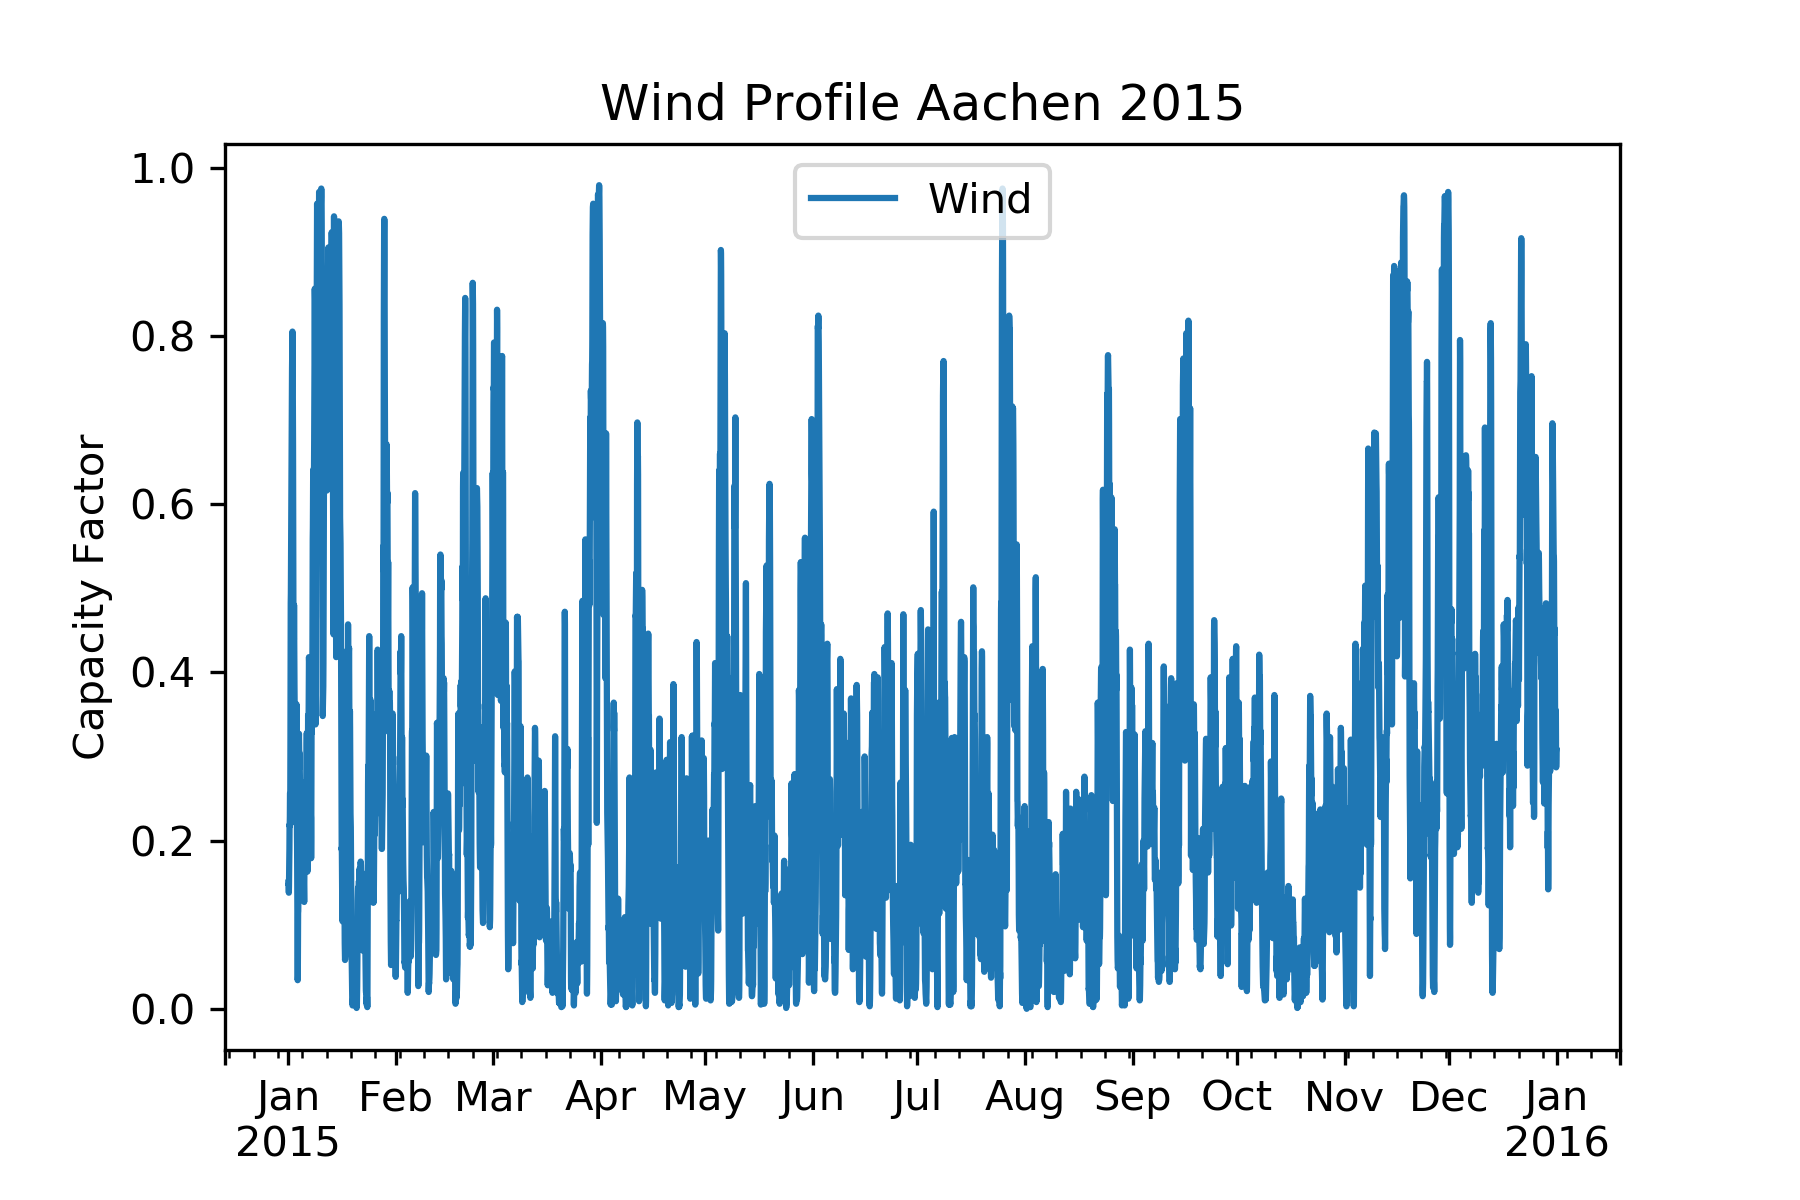 Wind Profile Aachen 2015
Wind
1.0
0.8
0.6
0.4
0.2
0.0
Capacity Factor
Jan Feb Mar Apr May Jun Jul Aug Sep Oct Nov Dec Jan
2015 2016